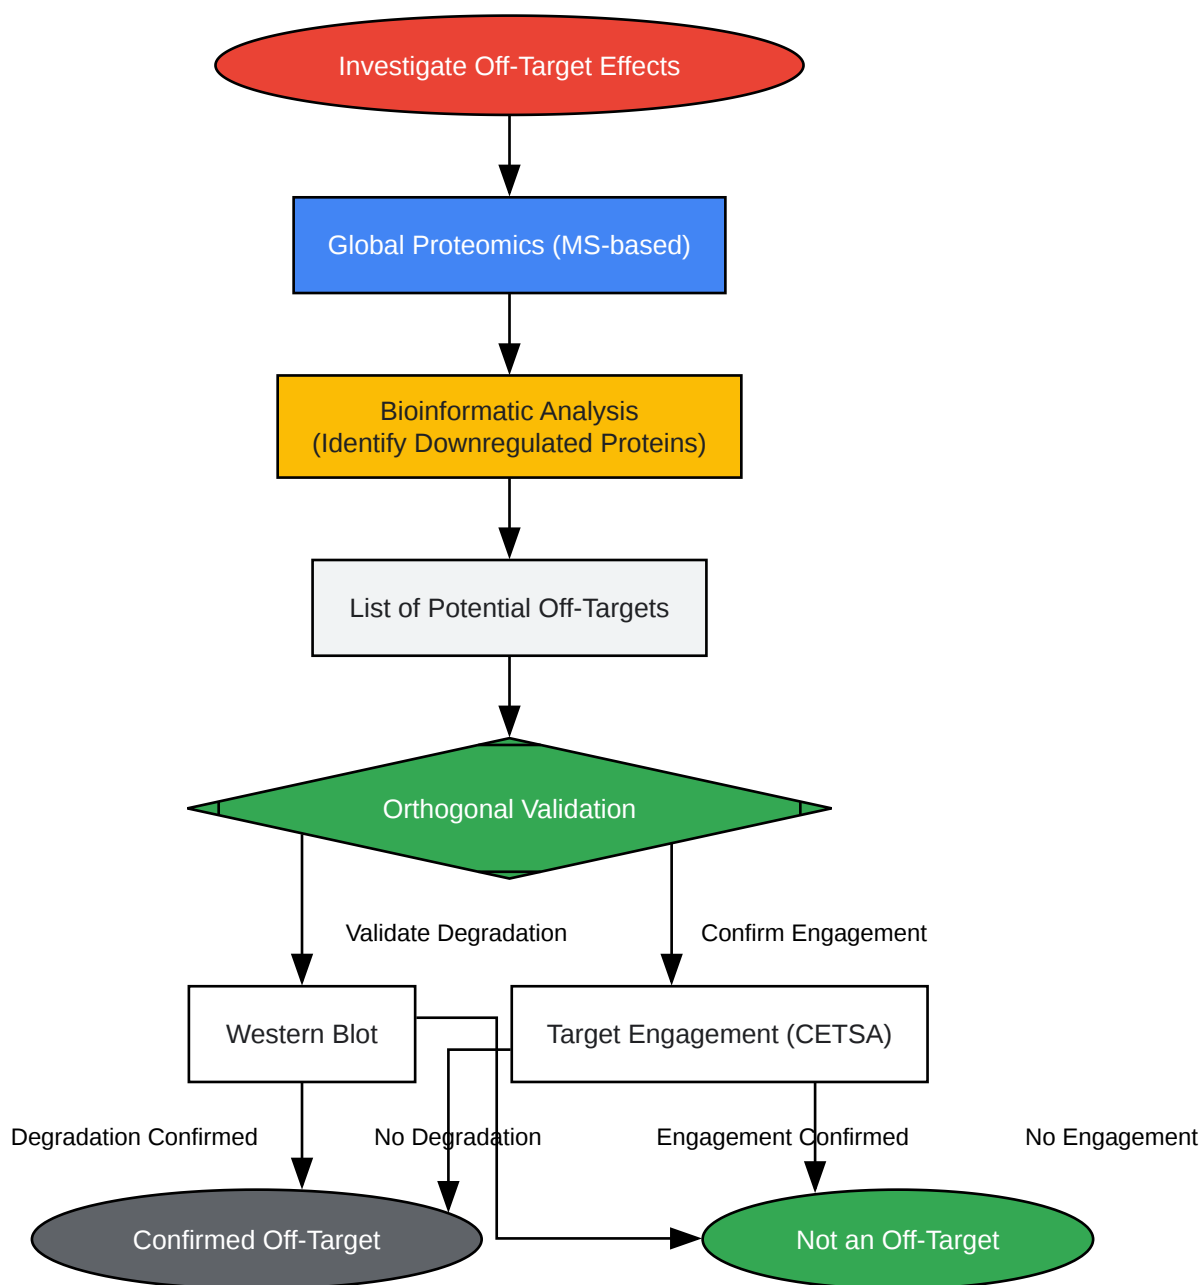 Investigate Off-Target Effects
Global Proteomics (MS-based)
Bioinformatic Analysis
(Identify Downregulated Proteins)
List of Potential Off-Targets
Orthogonal Validation
Validate Degradation
Confirm Engagement
Western Blot
Target Engagement (CETSA)
Degradation Confirmed
No Degradation
Engagement Confirmed
No Engagement
Confirmed Off-Target
Not an Off-Target